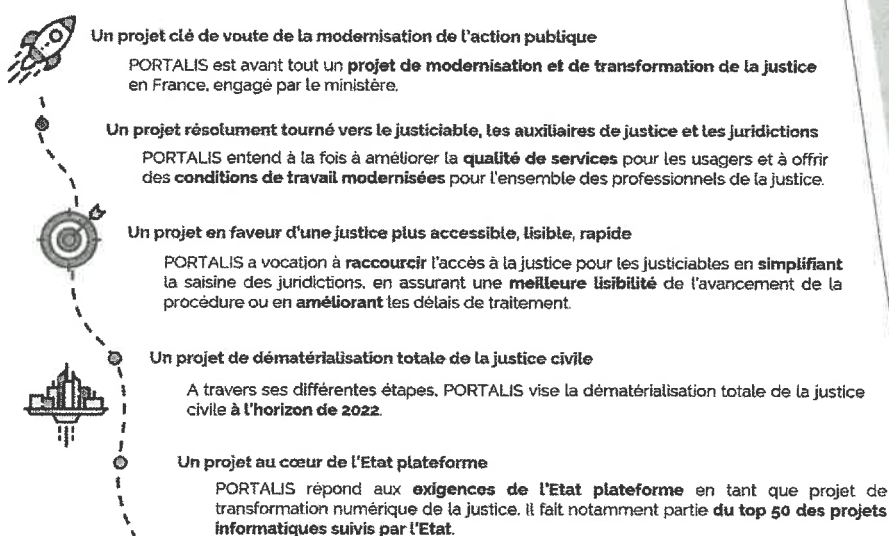 Un projet clé de voute de la modernisation de l'action publique
PORTALIS est avant tout un projet de modernisation et de transformation de la justice
en France, engagé par le ministère.
Un projet résolument tourné vers le justiciable, les auxiliaires de justice et les juridictions
PORTALIS entend à la fois à améliorer la qualité de services pour les usagers et à offrir
des conditions de travail modernisées pour l'ensemble des professionnels de la justice.
Un projet en faveur d'une justice plus accessible, lisible, rapide
PORTALIS a vocation à raccourcir l'accès à la justice pour les justiciables en simplifiant
la saisine des juridictions, en assurant une meilleure lisibilité de l'avancement de la
procédure ou en améliorant les délais de traitement.
Un projet de dématérialisation totale de la justice civile
A travers ses différentes étapes, PORTALIS vise la dématérialisation totale de la justice
civile à l'horizon de 2022.
Un projet au cœur de l'Etat plateforme
PORTALIS répond aux exigences de l'Etat plateforme en tant que projet de
transformation numérique de la justice. Il fait notamment partie du top 50 des projets
informatiques suivis par l'Etat.